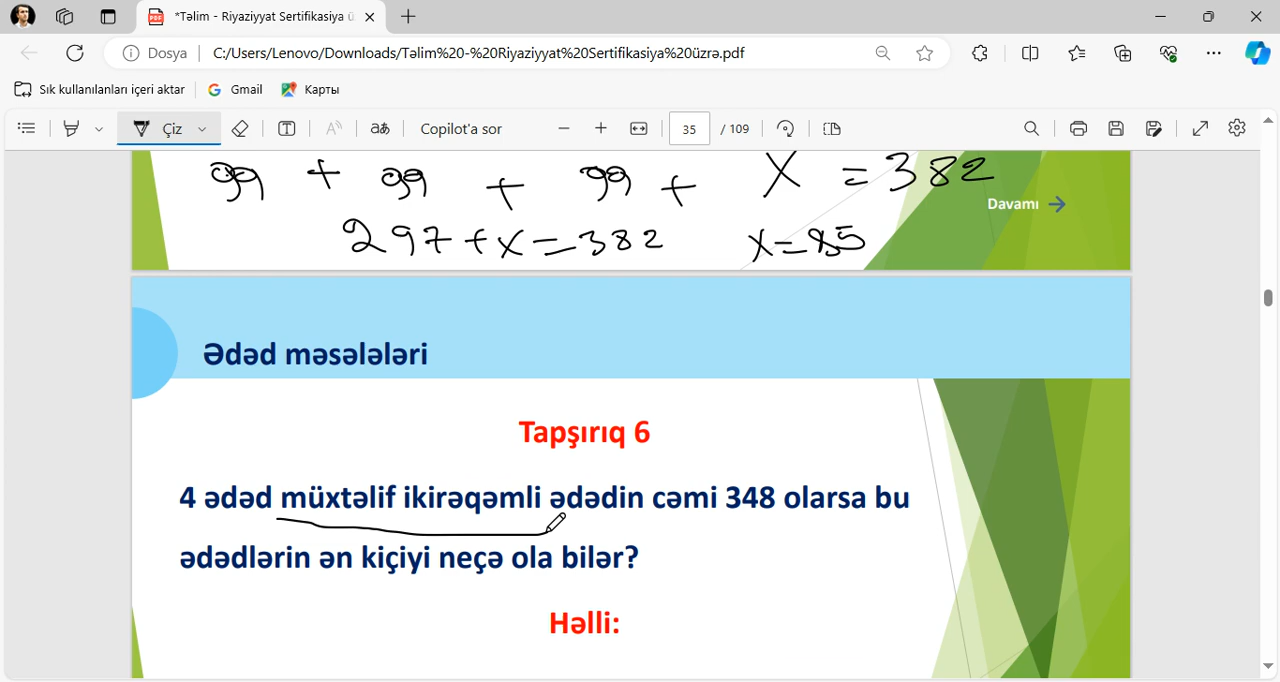 *Təlim - Riyaziyyat Sertifikasiya ü
Dosya
C:/Users/Lenovo/Downloads/Təlim%20-%20Riyaziyyat%20Sertifikasiya%20üzrə.pdf
Sık kullanılanları içeri aktar
Gmail
Карты
Çiz
aあ
Copilot'a sor
35 / 109
99 + 99 + 99 + X = 382
Davamı
297+x=382 x=85
Ədəd məsələləri
Tapşırıq 6
4 ədəd müxtəlif ikirəqəmli ədədin cəmi 348 olarsa bu
ədədlərin ən kiçiyi neçə ola bilər?
Həlli: